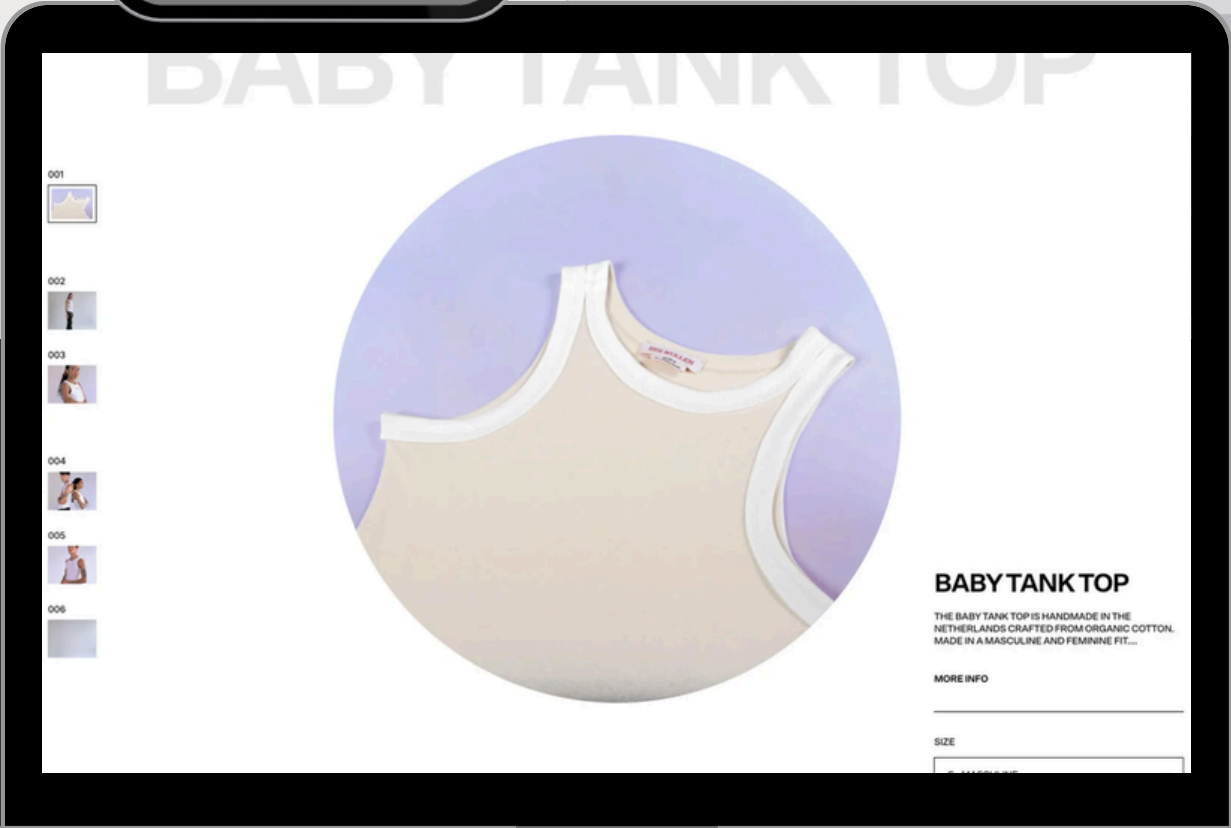 BABY TANK TOP
001
002
003
004
005
006
BABY TANK TOP
THE BABY TANK TOP IS HANDMADE IN THE
NETHERLANDS CRAFTED FROM ORGANIC COTTON.
MADE IN A MASCULINE AND FEMININE FIT....
MORE INFO
SIZE